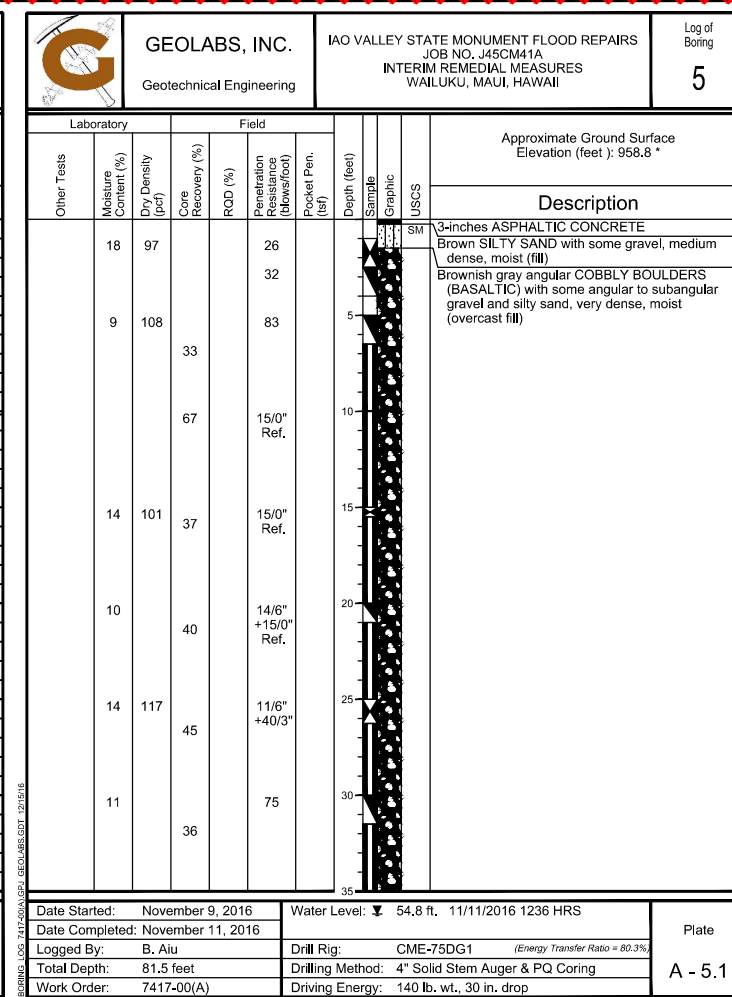 GEOLABS, INC.
Geotechnical Engineering
IAO VALLEY STATE MONUMENT FLOOD REPAIRS
JOB NO. J45CM41A
INTERIM REMEDIAL MEASURES
WAILUKU, MAUI, HAWAII
Log of
Boring
5
Laboratory
Field
Other Tests
Moisture
Content (%)
Dry Density
(pcf)
Core
Recovery (%)
RQD (%)
Penetration
Resistance
(blows/foot)
Pocket Pen.
(tsf)
Depth (feet)
Sample
Graphic
USCS
Approximate Ground Surface
Elevation (feet ): 958.8 *
Description
SM
3-inches ASPHALTIC CONCRETE
18 97 26
Brown SILTY SAND with some gravel, medium
dense, moist (fill)
32
Brownish gray angular COBBLY BOULDERS
(BASALTIC) with some angular to subangular
gravel and silty sand, very dense, moist
(overcast fill)
5
9 108 83
33
10
67 15/0"
Ref.
15
14 101 37 15/0"
Ref.
20
10 40 14/6"
+15/0"
Ref.
25
14 117 45 11/6"
+40/3"
30
11 75
36
35
BORING_LOG 7417-00(A).GPJ GEOLABS.GDT 12/15/16
Date Started: November 9, 2016
Water Level: 54.8 ft. 11/11/2016 1236 HRS
Date Completed: November 11, 2016
Plate
Logged By: B. Aiu
Drill Rig: CME-75DG1 (Energy Transfer Ratio = 80.3%)
Total Depth: 81.5 feet
Drilling Method: 4" Solid Stem Auger & PQ Coring
A - 5.1
Work Order: 7417-00(A)
Driving Energy: 140 lb. wt., 30 in. drop